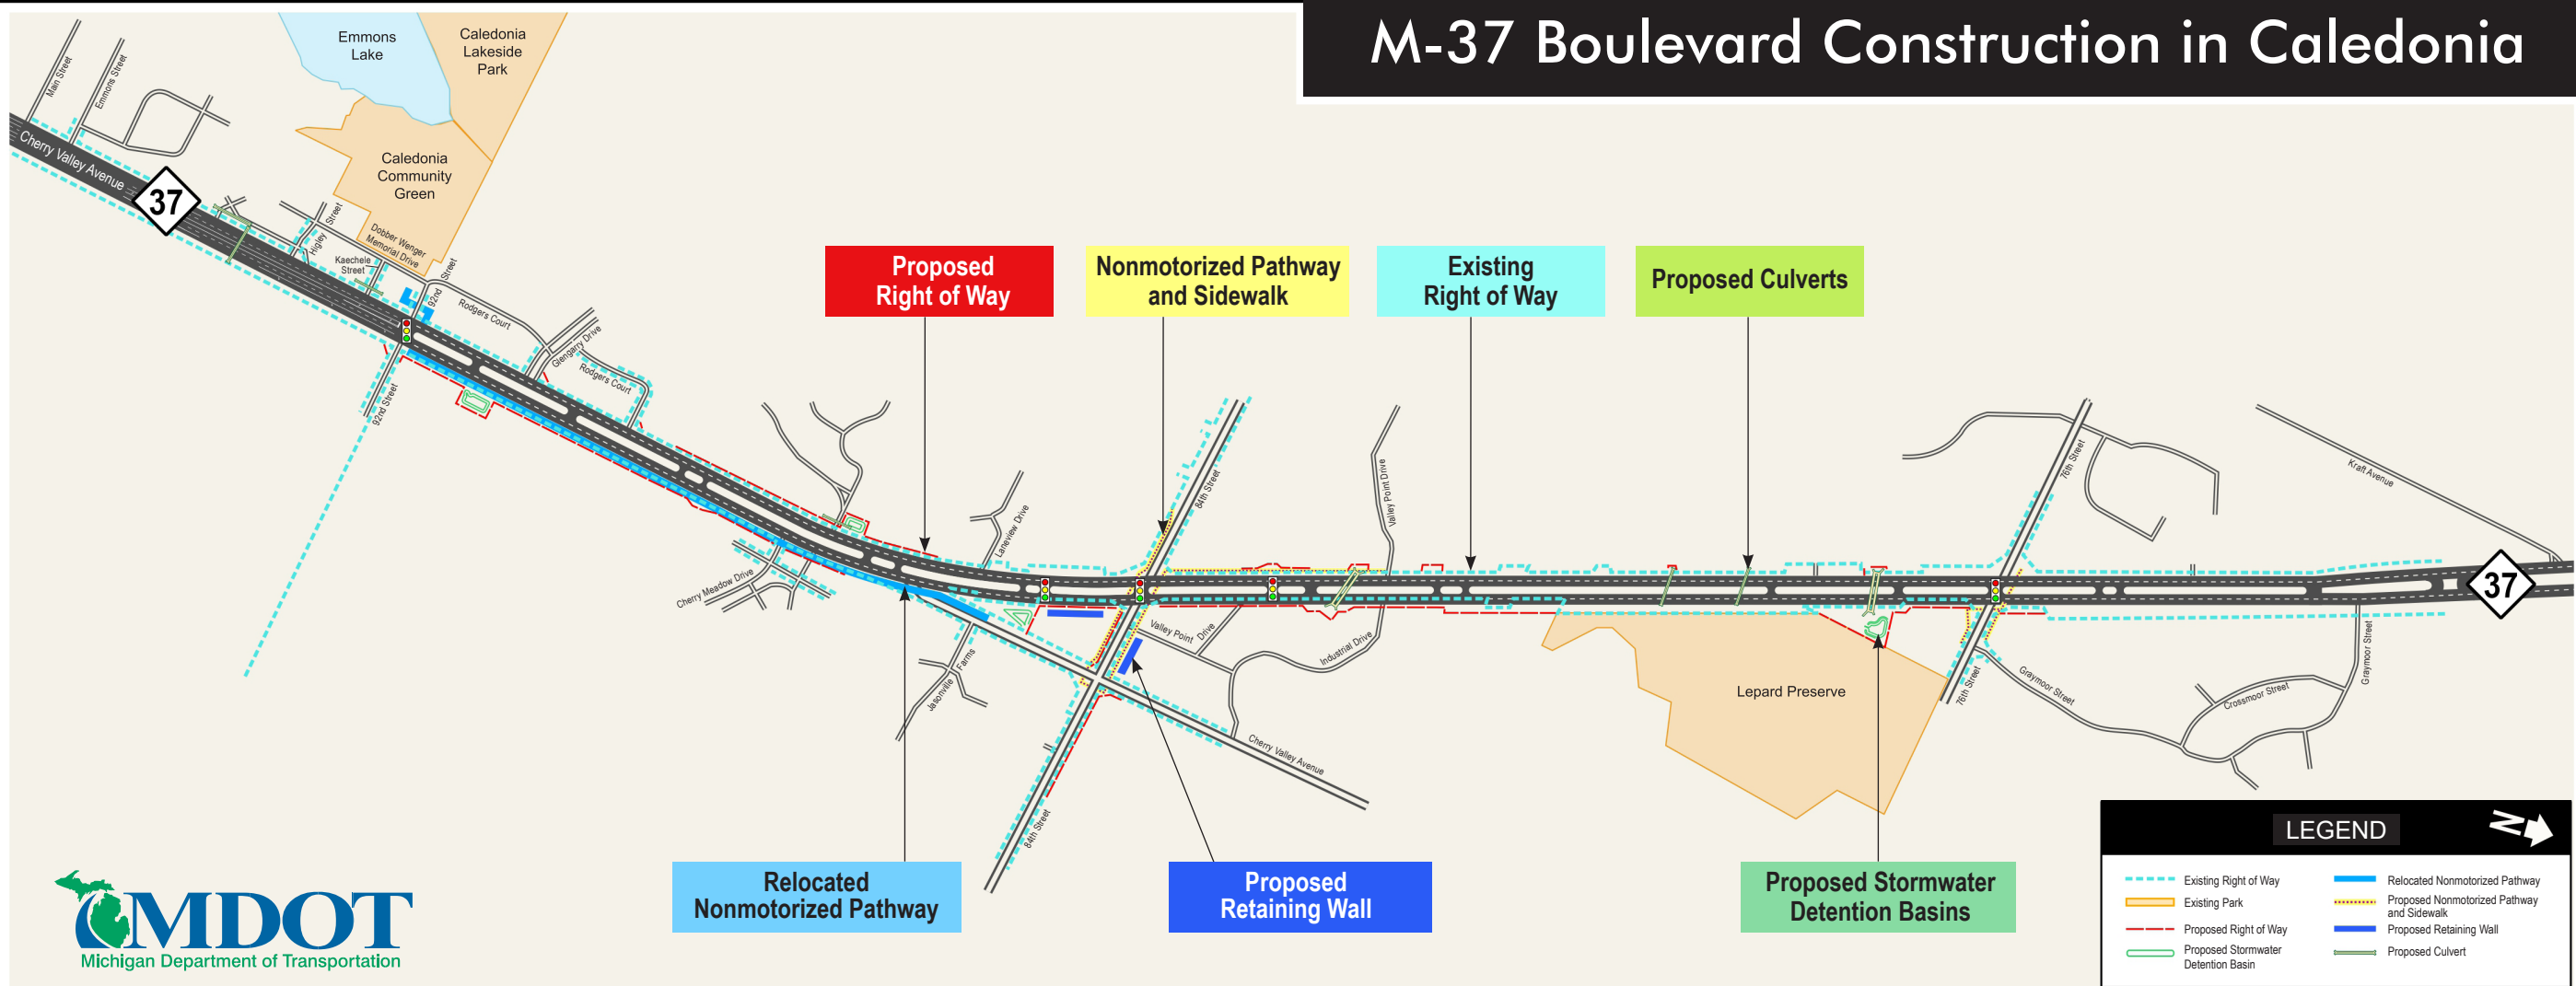 M-37 Boulevard Construction in Caledonia
Emmons
Lake
Caledonia
Lakeside
Park
Main Street
Emmons Street
Cherry Valley Avenue
37
Caledonia
Community
Green
Higley Street
Dobber Wenger
Memorial Drive
Kaechele
Street
92nd Street
Rodgers Court
Glengarry Drive
Rodgers Court
92nd Street
Proposed
Right of Way
Nonmotorized Pathway
and Sidewalk
Existing
Right of Way
Proposed Culverts
Cherry Meadow Drive
Laneview Drive
84th Street
Valley Point Drive
76th Street
Kraft Avenue
37
Valley Point Drive
Industrial Drive
Jasonville Farms
Cherry Valley Avenue
84th Street
Lepard Preserve
76th Street
Graymoor Street
Crossmoor Street
Graymoor Street
Relocated
Nonmotorized Pathway
Proposed
Retaining Wall
Proposed Stormwater
Detention Basins
MDOT
Michigan Department of Transportation
LEGEND
N
Existing Right of Way
Existing Park
Proposed Right of Way
Proposed Stormwater
Detention Basin
Relocated Nonmotorized Pathway
Proposed Nonmotorized Pathway
and Sidewalk
Proposed Retaining Wall
Proposed Culvert